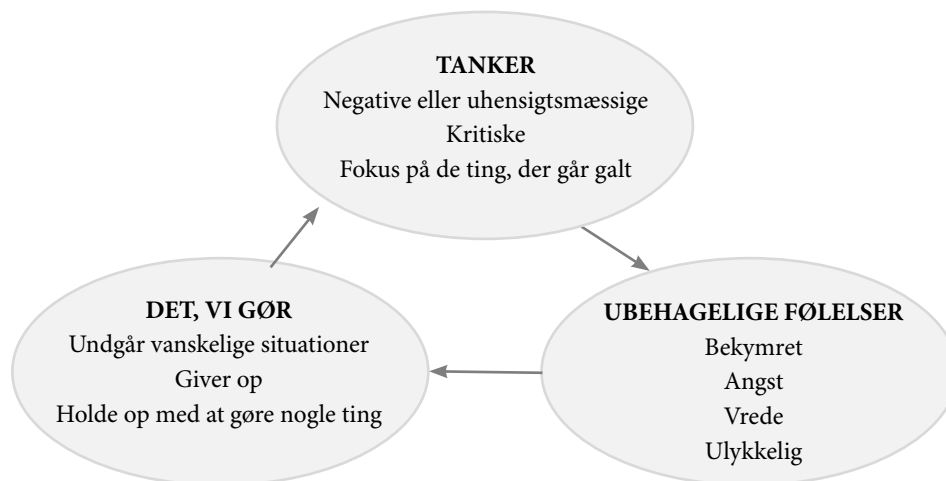 TANKER
Negative eller uhensigtsmæssige
Kritiske
Fokus på de ting, der går galt
DET, VI GØR
Undgår vanskelige situationer
Giver op
Holde op med at gøre nogle ting
UBEHAGELIGE FØLELSER
Bekymret
Angst
Vrede
Ulykkelig